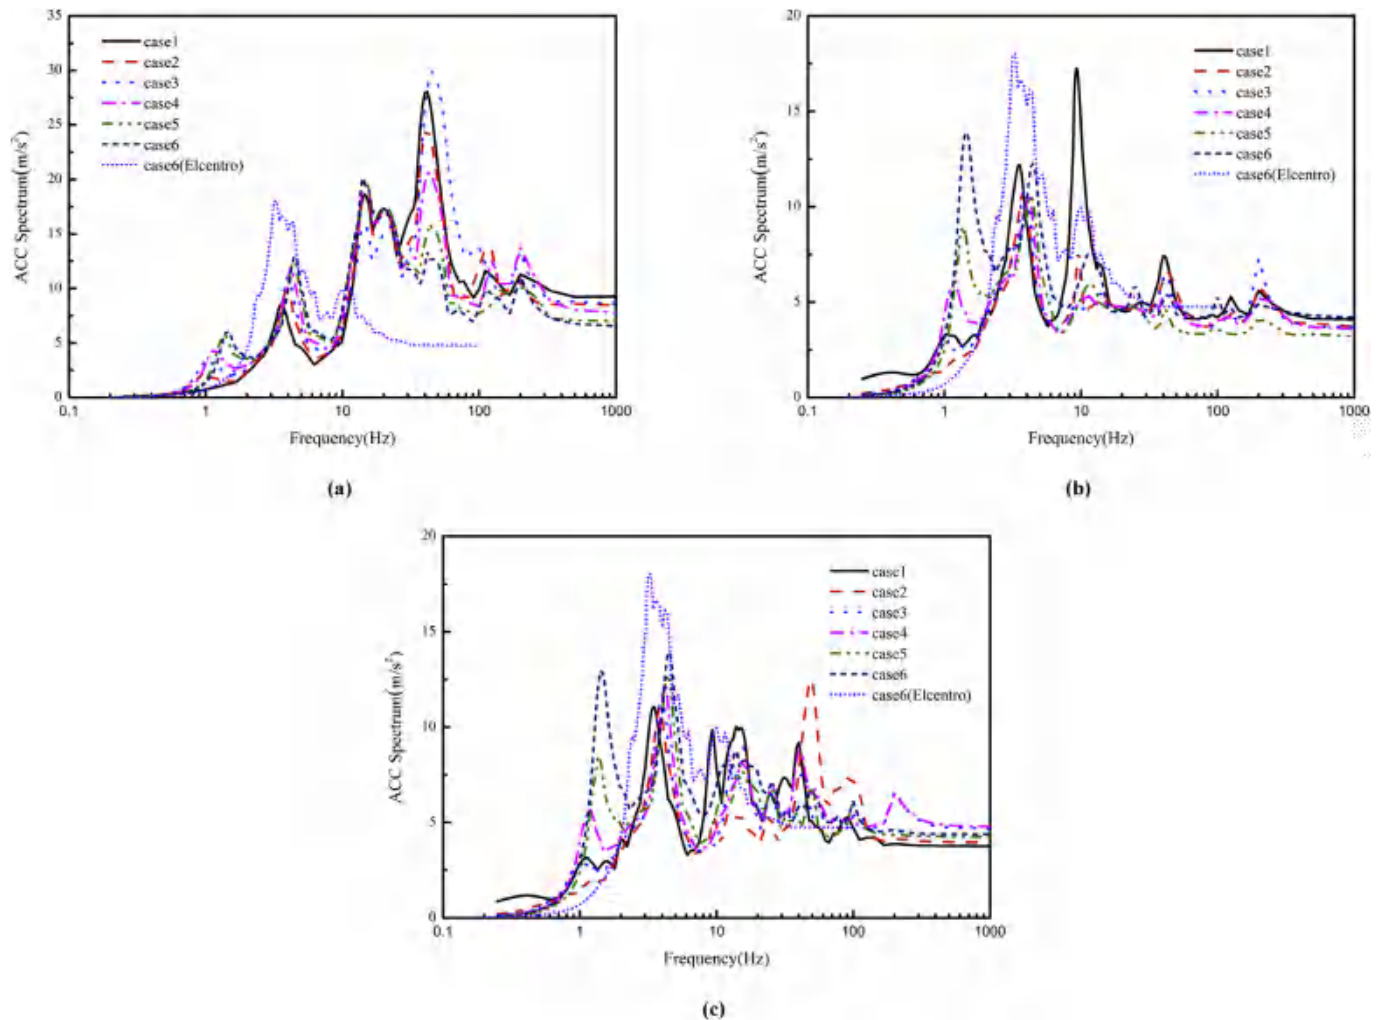 35
30
25
20
15
10
5
0
0.1
1
10
100
1000
ACC Spectrum(m/s²)
Frequency(Hz)
case1
case2
case3
case4
case5
case6
case6(Elcentro)
(a)
20
15
10
5
0
0.1
1
10
100
1000
ACC Spectrum(m/s²)
Frequency(Hz)
case1
case2
case3
case4
case5
case6
case6(Elcentro)
(b)
20
15
10
5
0
0.1
1
10
100
1000
ACC Spectrum(m/s²)
Frequency(Hz)
case1
case2
case3
case4
case5
case6
case6(Elcentro)
(c)